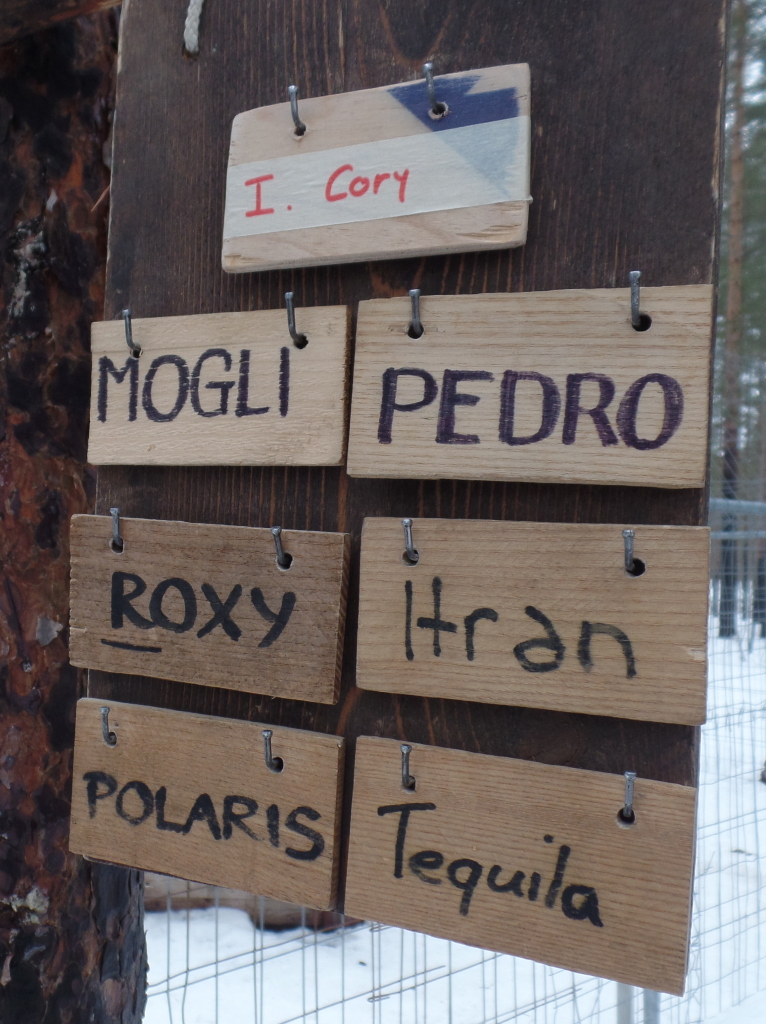 I. Cory
MOGLI
PEDRO
ROXY
Itran
POLARIS
Tequila